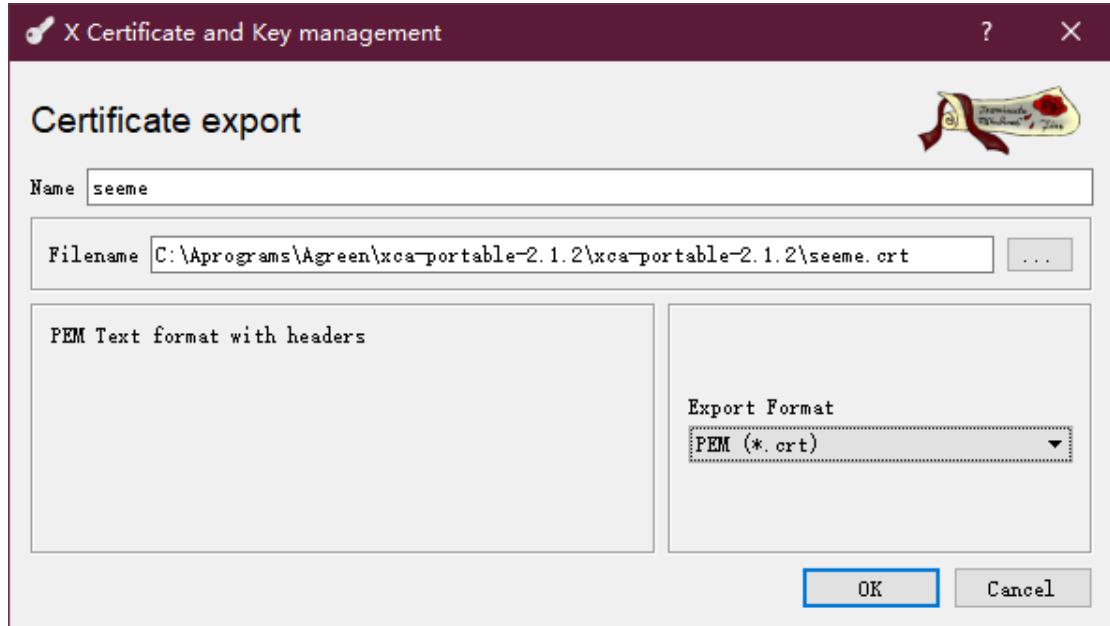 X Certificate and Key management
?
Certificate export
Name seeme
Filename C:\Aprograms\Agreen\xca-portable-2.1.2\xca-portable-2.1.2\seeme.crt ...
PEM Text format with headers
Export Format
PEM (*.crt)
OK Cancel